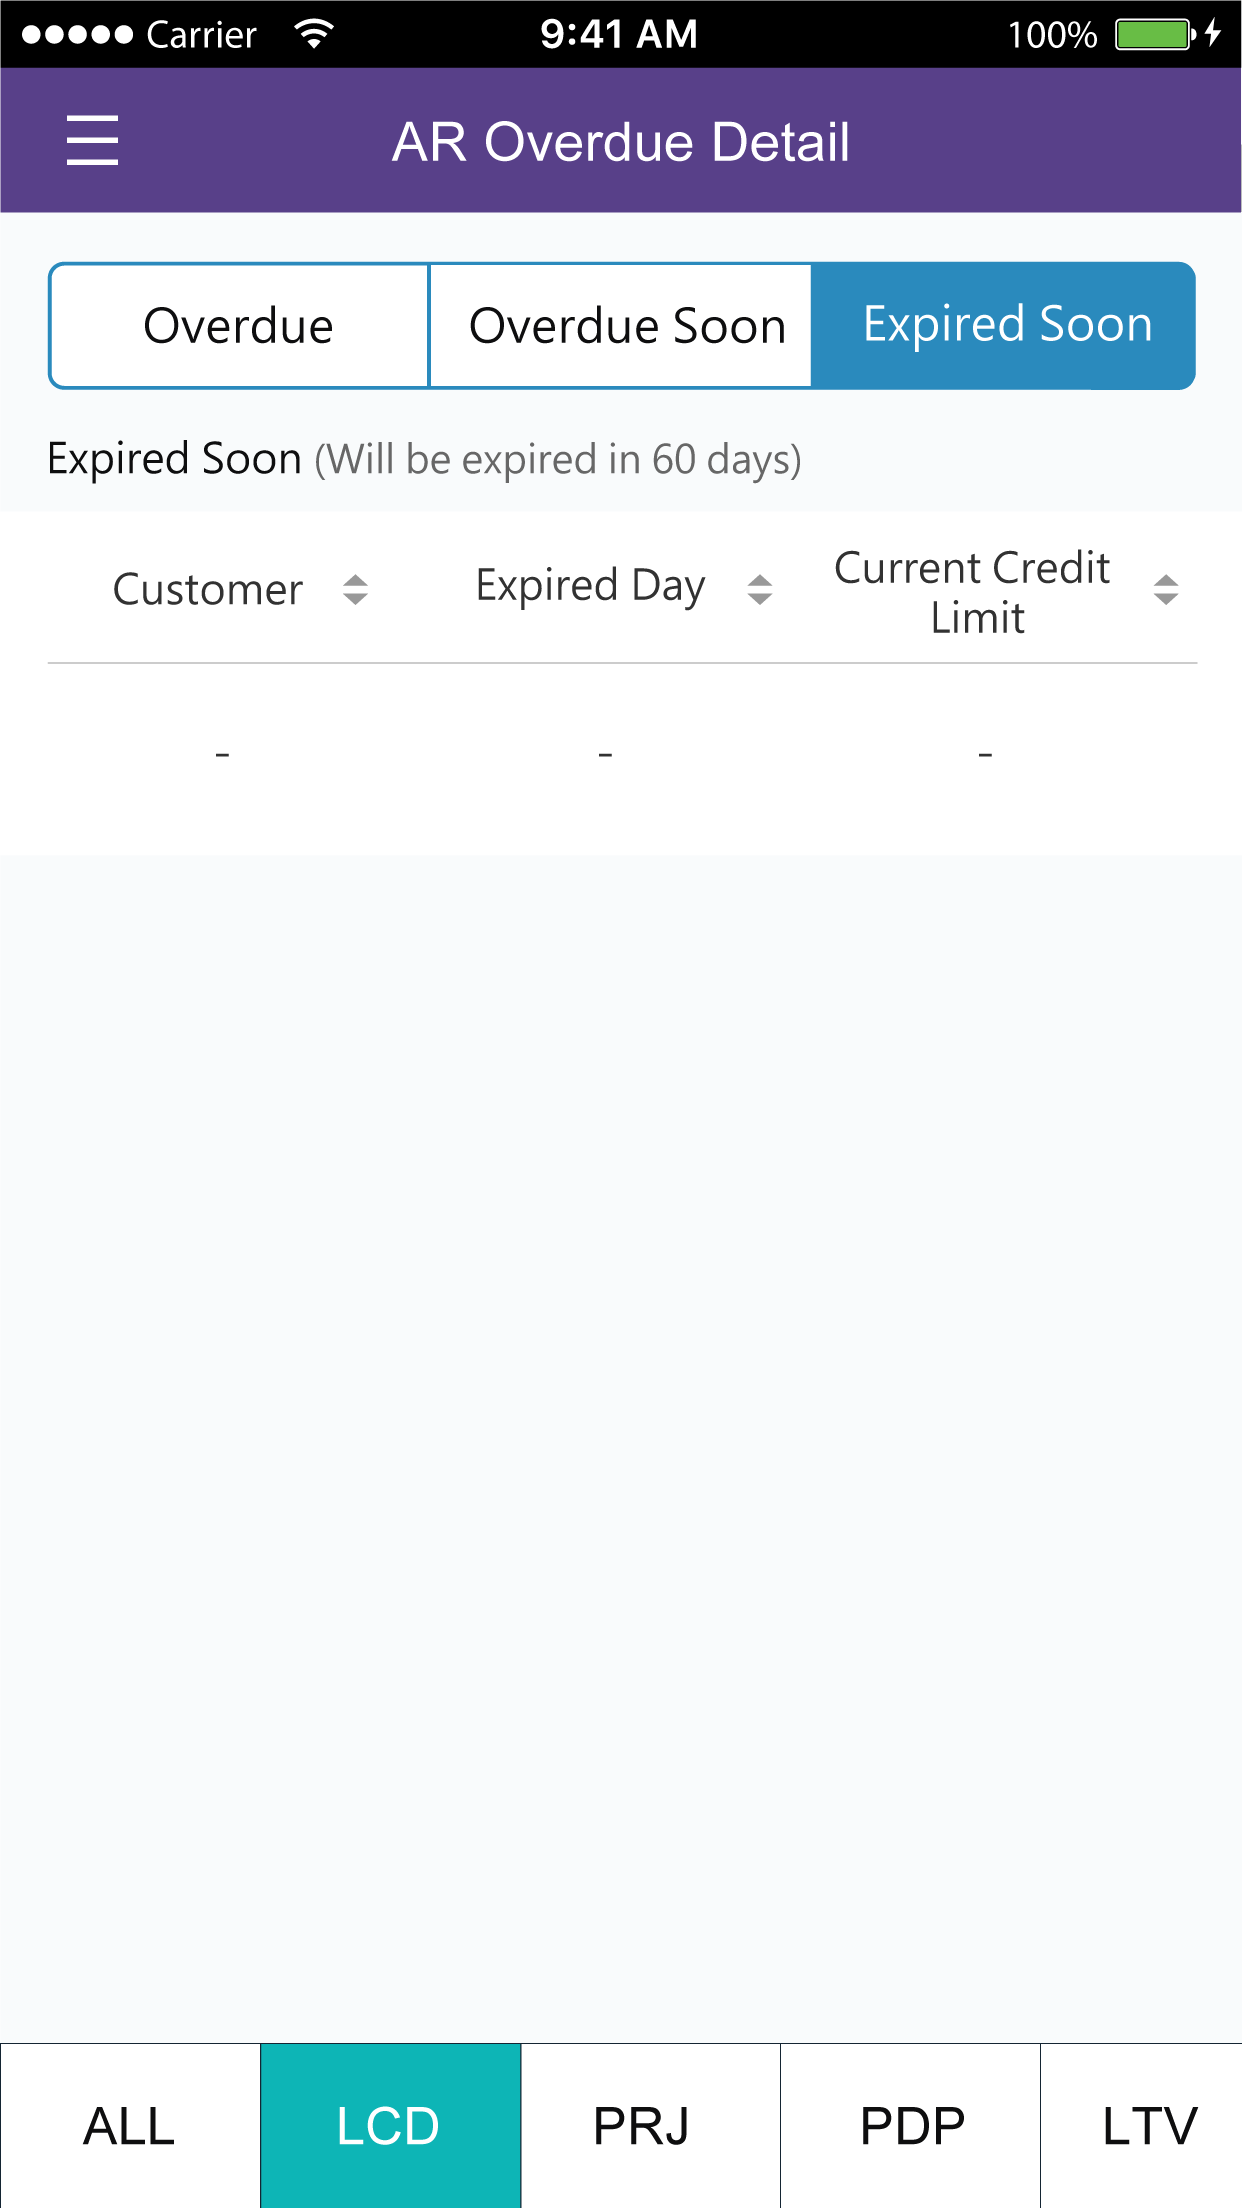 Carrier 9:41 AM 100%
AR Overdue Detail
Overdue Overdue Soon Expired Soon
Expired Soon (Will be expired in 60 days)
Customer Expired Day Current Credit
Limit
- - -
ALL LCD PRJ PDP LTV